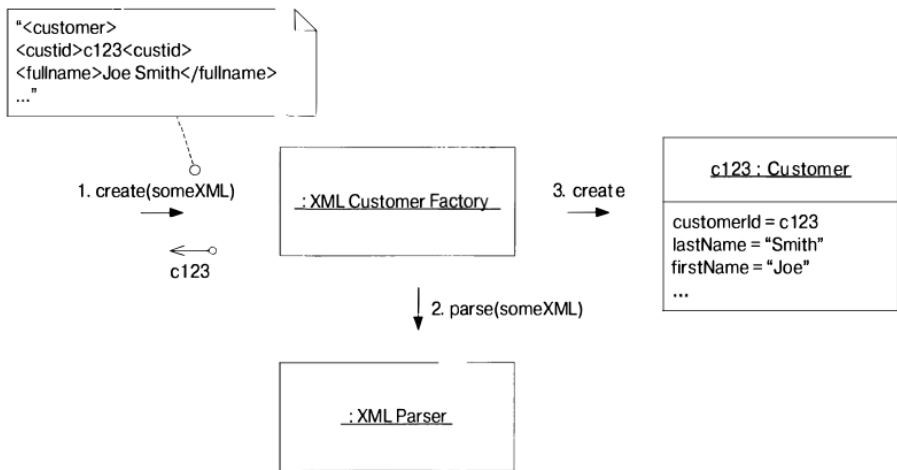 “<customer>
<custid>c123<custid>
<fullname>Joe Smith</fullname>
...”
1. create(someXML)
c123
: XML Customer Factory
3. create
c123 : Customer
customerId = c123
lastName = “Smith”
firstName = “Joe”
...
2. parse(someXML)
: XML Parser